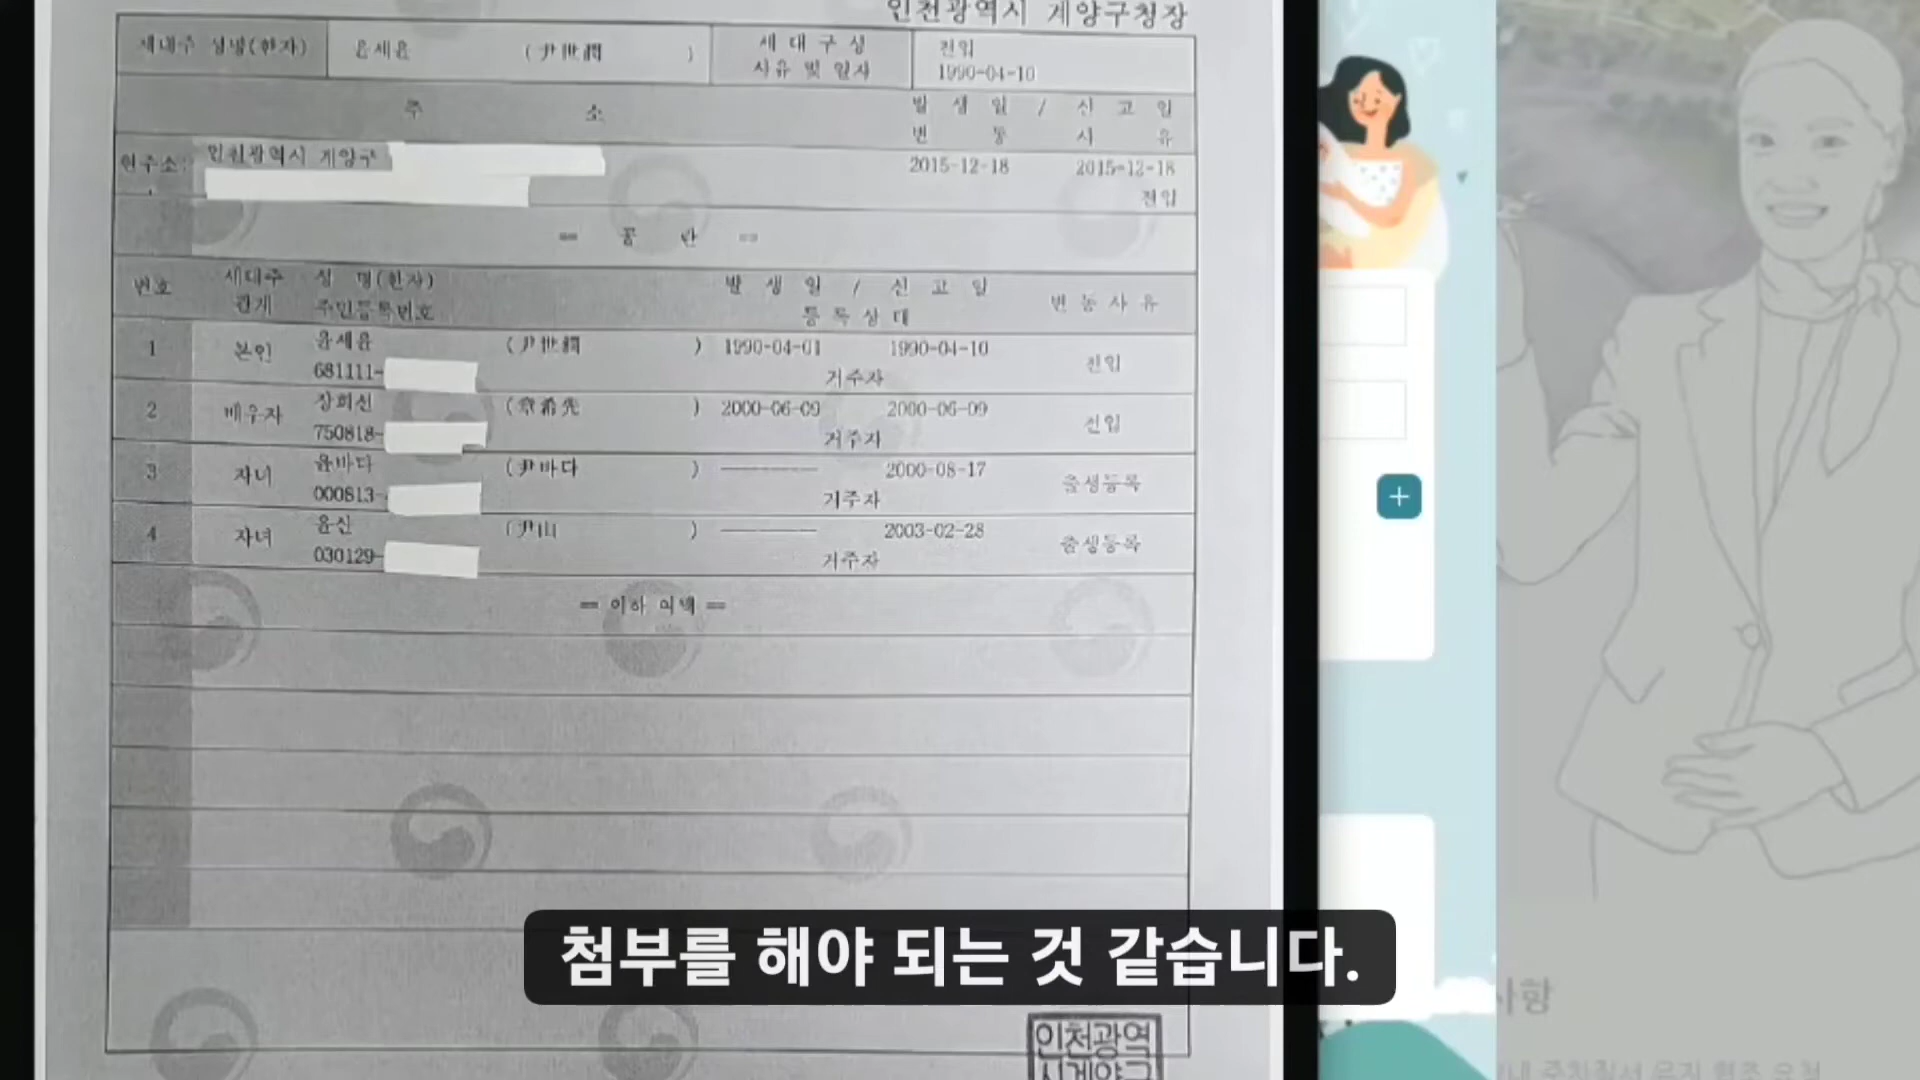 인천광역시 계양구청장
세대주 성명(한자) 윤세윤 (尹世潤 ) 세 대 구 성 사유 및 일자 전입 1990-04-10
주 소 발 생 일 / 신 고 일
변 동 사 유
현주소: 인천광역시 계양구 2015-12-18 2015-12-18
전입
== 공 란 ==
번호 세대주 관계 성 명(한자) 주민등록번호 발 생 일 / 신 고 일 등 록 상 태 변 동 사 유
1 본인 윤세윤 (尹世潤 ) 1990-04-01 1990-04-10 전입
681111- 거주자
2 배우자 장희선 (章希先 ) 2000-06-09 2000-06-09 전입
750818- 거주자
3 자녀 윤바다 (尹바다 ) 2000-08-17 출생등록
000813- 거주자
4 자녀 윤산 (尹山 ) 2003-02-28 출생등록
030129- 거주자
== 이하 여백 ==
첨부를 해야 되는 것 같습니다.
인천광역
시계양구
사항